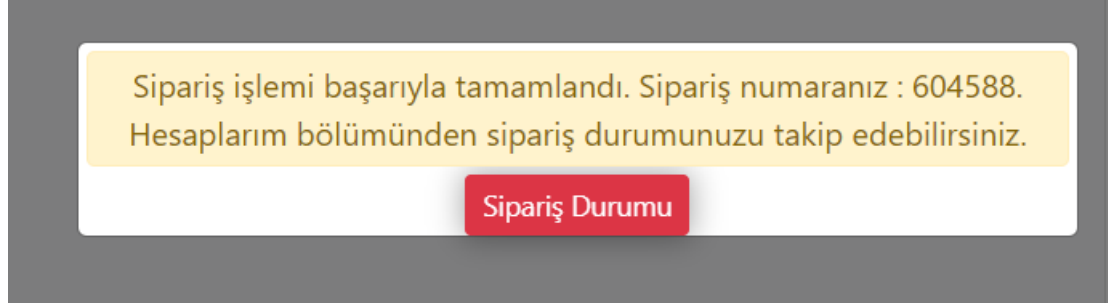 Sipariş işlemi başarıyla tamamlandı. Sipariş numaranız : 604588.
Hesaplarım bölümünden sipariş durumunuzu takip edebilirsiniz.
Sipariş Durumu